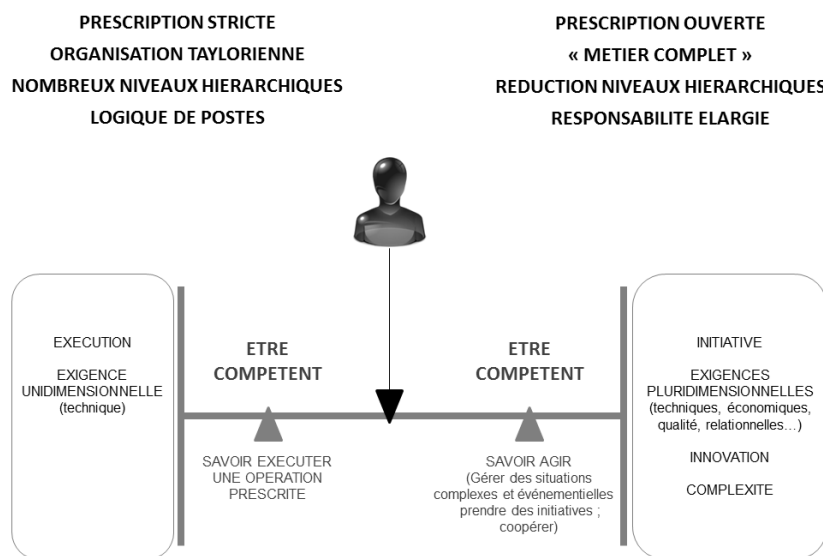 PRESCRIPTION STRICTE
ORGANISATION TAYLORIENNE
NOMBREUX NIVEAUX HIERARCHIQUES
LOGIQUE DE POSTES
PRESCRIPTION OUVERTE
« METIER COMPLET »
REDUCTION NIVEAUX HIERARCHIQUES
RESPONSABILITE ELARGIE
EXECUTION
EXIGENCE
UNIDIMENSIONNELLE
(technique)
ETRE
COMPETENT
SAVOIR EXECUTER
UNE OPERATION
PRESCRITE
ETRE
COMPETENT
SAVOIR AGIR
(Gérer des situations
complexes et événementielles
prendre des initiatives ;
coopérer)
INITIATIVE
EXIGENCES
PLURIDIMENSIONNELLES
(techniques, économiques,
qualité, relationnelles...)
INNOVATION
COMPLEXITE